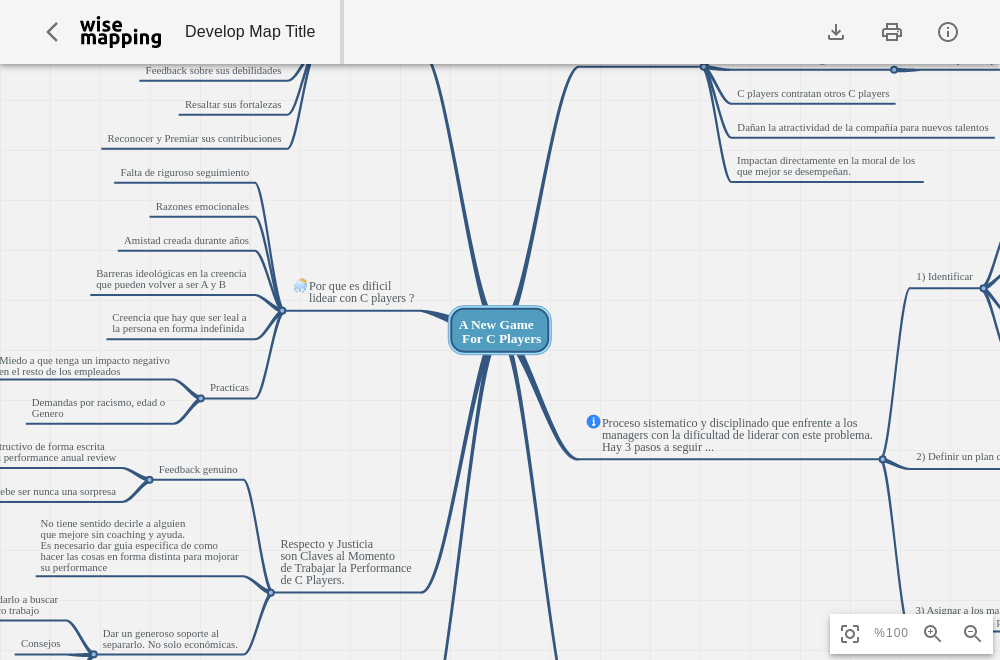 wise
mapping
Develop Map Title
Feedback sobre sus debilidades
Resaltar sus fortalezas
Reconocer y Premiar sus contribuciones
Falta de riguroso seguimiento
Razones emocionales
Amistad creada durante años
Barreras ideológicas en la creencia
que pueden volver a ser A y B
Creencia que hay que ser leal a
la persona en forma indefinida
Miedo a que tenga un impacto negativo
en el resto de los empleados
Practicas
Demandas por racismo, edad o
Genero
Por que es dificil
lidear con C players ?
A New Game
For C Players
C players contratan otros C players
Dañan la atractividad de la compañía para nuevos talentos
Impactan directamente en la moral de los
que mejor se desempeñan.
1) Identificar
Proceso sistematico y disciplinado que enfrente a los
managers con la dificultad de liderar con este problema.
Hay 3 pasos a seguir ...
2) Definir un plan
3) Asignar a los
tructivo de forma escrita
performance anual review
Feedback genuino
ebe ser nunca una sorpresa
No tiene sentido decirle a alguien
que mejore sin coaching y ayuda.
Es necesario dar guia especifica de como
hacer las cosas en forma distinta para mojorar
su performance
Respecto y Justicia
son Claves al Momento
de Trabajar la Performance
de C Players.
darlo a buscar
o trabajo
Consejos
Dar un generoso soporte al
separarlo. No solo económicas.
%100